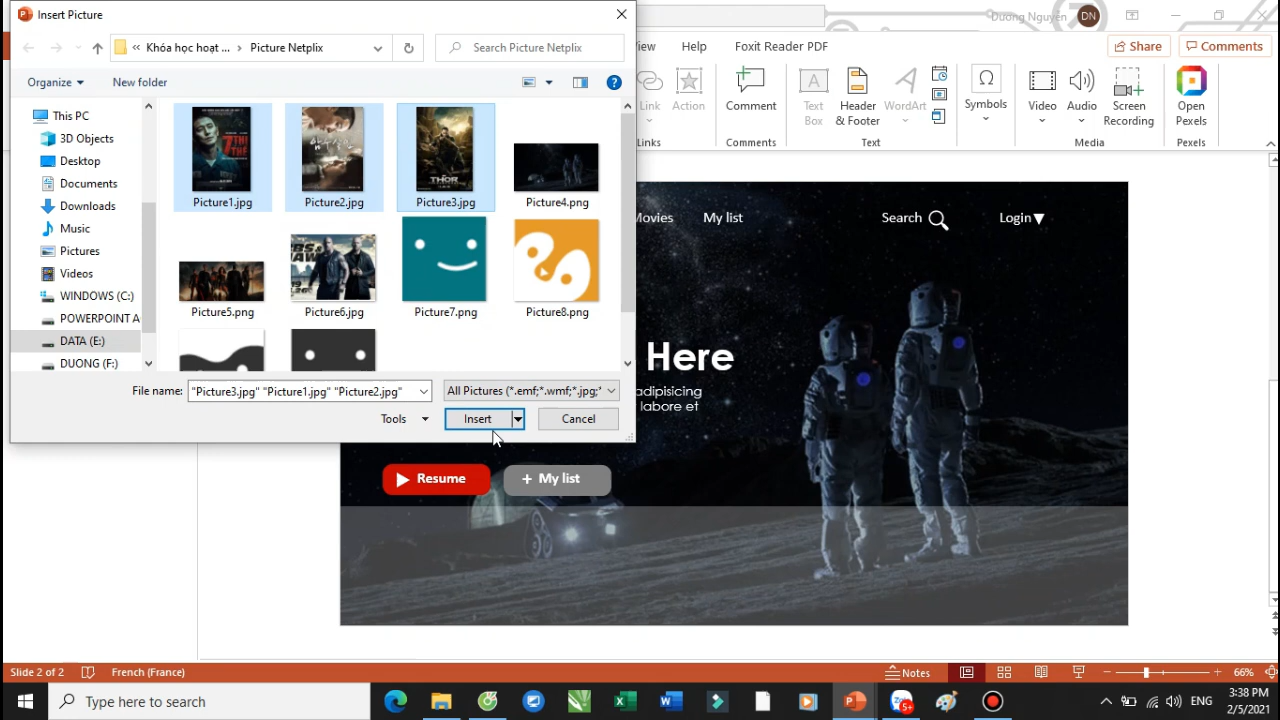 Insert Picture
Dương Nguyễn DN
« Khóa học hoạt ... › Picture Netplix
Search Picture Netplix
View Help Foxit Reader PDF
Share
Comments
Organize New folder
Link Action
Comment
Text Box
Header & Footer
WordArt
Symbols
Video
Audio
Screen Recording
Open Pexels
Links Comments Text Media Pexels
This PC
3D Objects
Desktop
Documents
Downloads
Music
Pictures
Videos
WINDOWS (C:)
POWERPOINT A
DATA (E:)
DUONG (F:)
THOR
Picture1.jpg Picture2.jpg Picture3.jpg Picture4.png
Picture5.png Picture6.jpg Picture7.png Picture8.png
File name: "Picture3.jpg" "Picture1.jpg" "Picture2.jpg"
All Pictures (*.emf;*.wmf;*.jpg;*
Tools Insert Cancel
Movies My list Search Login
Here
adipisicing
labore et
Resume + My list
Slide 2 of 2 French (France) Notes 66%
Type here to search
5+
ENG
3:38 PM
2/5/2021